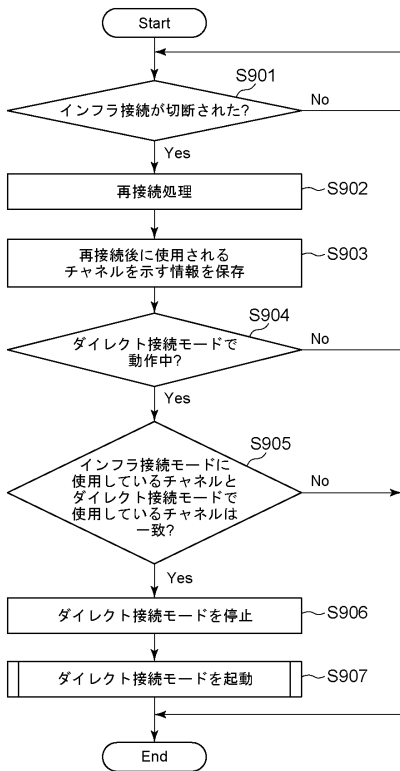 Start
S901
インフラ接続が切断された?
No
Yes
再接続処理
S902
再接続後に使用される
チャネルを示す情報を保存
S903
S904
ダイレクト接続モードで
動作中?
No
Yes
S905
インフラ接続モードに
使用しているチャネルと
ダイレクト接続モードで
使用しているチャネルは
一致?
No
Yes
ダイレクト接続モードを停止
S906
ダイレクト接続モードを起動
S907
End